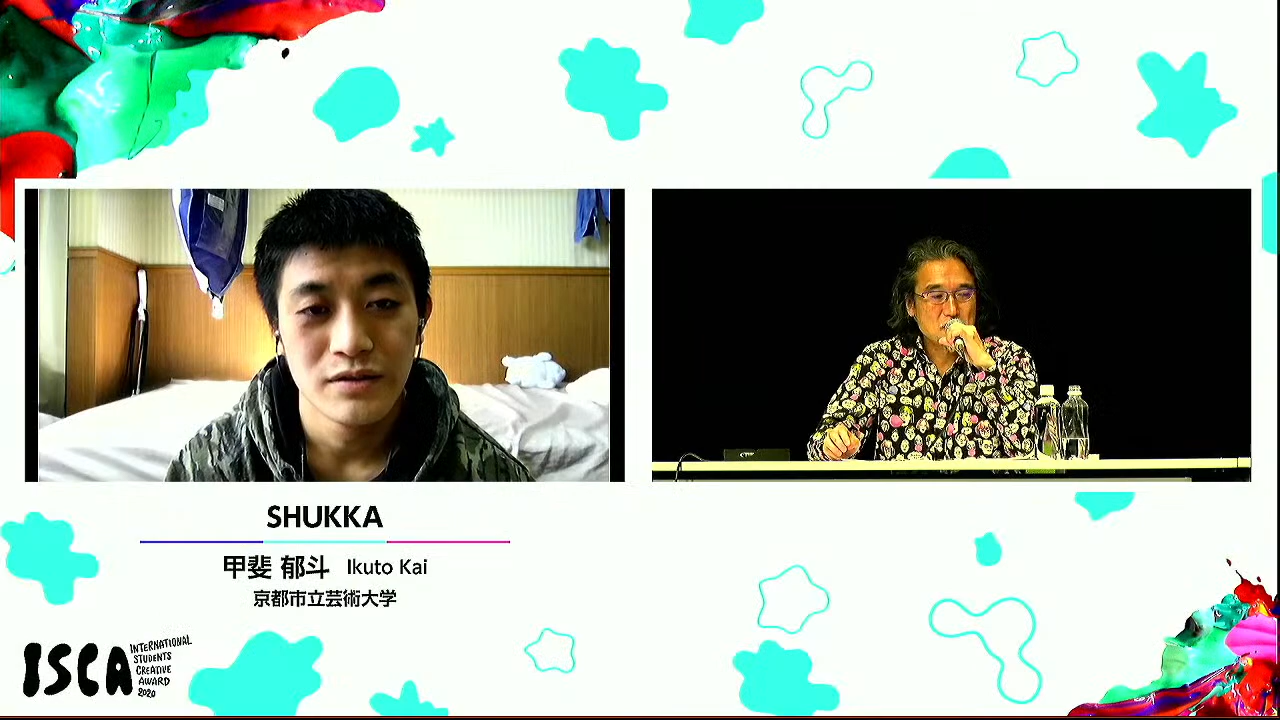 SHUKKA
甲斐 郁斗 Ikuto Kai
京都市立芸術大学
ISCA INTERNATIONAL
STUDENTS
CREATIVE
AWARD
2020